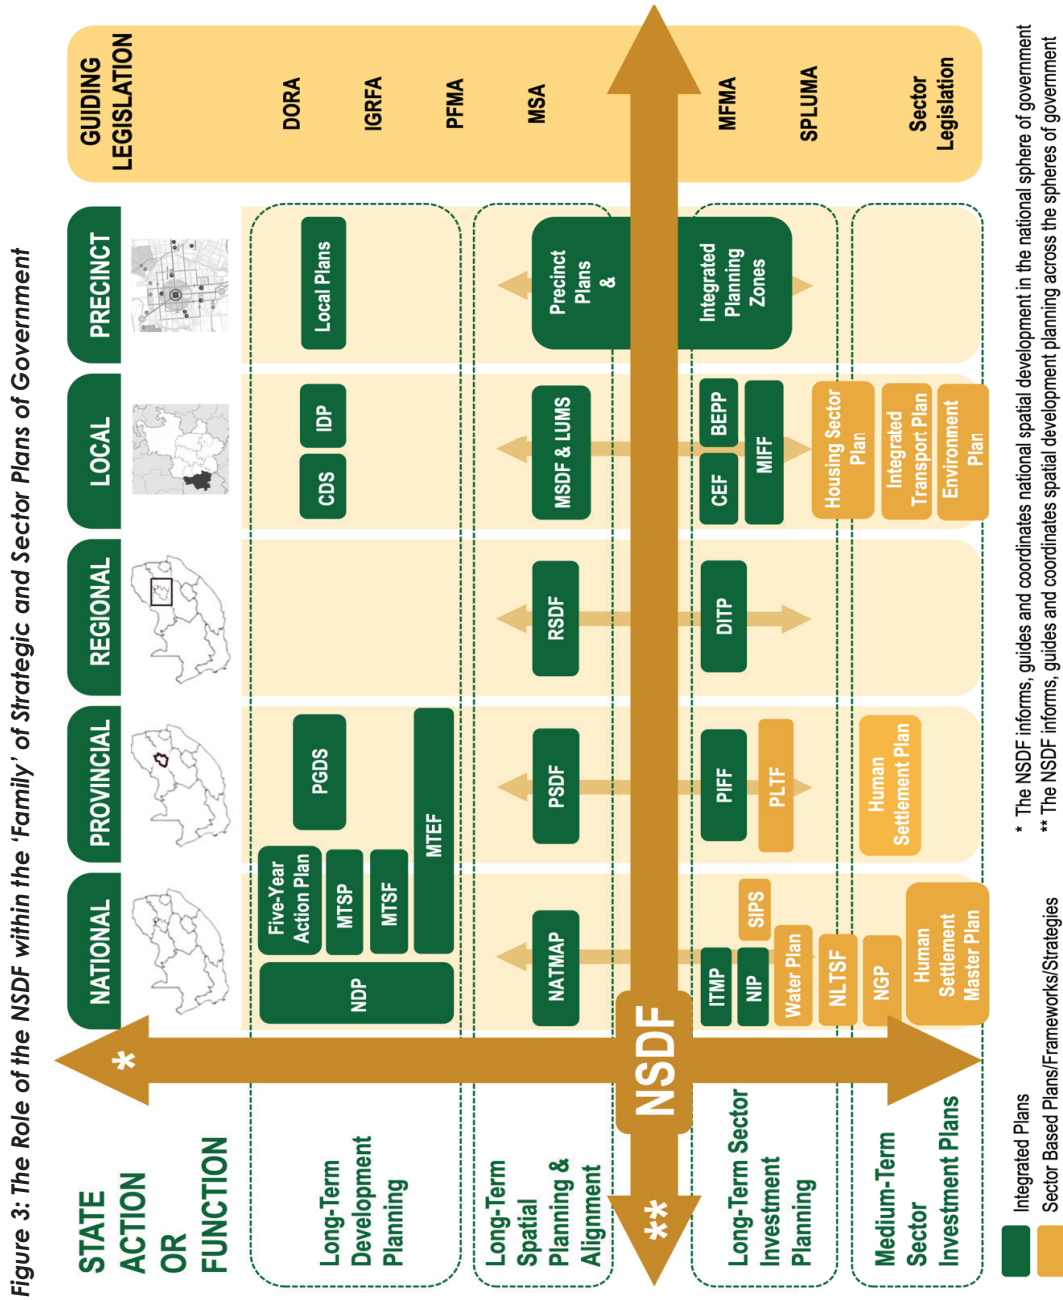 Figure 3: The Role of the NSDF within the 'Family' of Strategic and Sector Plans of Government
STATE
ACTION
OR
FUNCTION
NATIONAL
PROVINCIAL
REGIONAL
LOCAL
PRECINCT
GUIDING
LEGISLATION
*
Long-Term
Development
Planning
NDP
Five-Year
Action Plan
MTSP
MTSF
MTEF
PGDS
CDS
IDP
Local Plans
DORA
IGRFA
PFMA
Long-Term
Spatial
Planning &
Alignment
NATMAP
PSDF
RSDF
MSDF & LUMS
Precinct
Plans
&
MSA
**
NSDF
Long-Term Sector
Investment
Planning
ITMP
NIP
SIPS
Water Plan
NLTSF
PIFF
PLTF
DITP
CEF
BEPP
MIFF
Housing Sector
Plan
Integrated
Planning
Zones
MFMA
SPLUMA
Medium-Term
Sector
Investment Plans
NGP
Human
Settlement
Master Plan
Human
Settlement Plan
Integrated
Transport Plan
Environment
Plan
Sector
Legislation
Integrated Plans
Sector Based Plans/Frameworks/Strategies
* The NSDF informs, guides and coordinates national spatial development in the national sphere of government
** The NSDF informs, guides and coordinates spatial development planning across the spheres of government